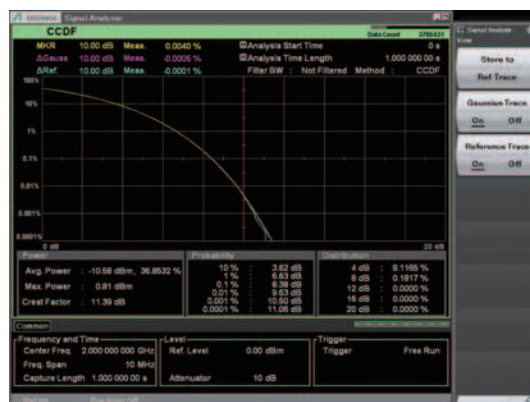 Signal Analyzer
CCDF
Data Count 3799431
MKR 10.00 dB Meas. 0.0040 % Analysis Start Time 0 s
ΔGauss 10.00 dB Meas. -0.0005 % Analysis Time Length 1.000 000 00 s
ΔRef. 10.00 dB Meas. -0.0001 % Filter BW : Not Filtered Method : CCDF
100%
10%
1%
0.1%
0.01%
0.001%
0.0001%
0 dB 20 dB
Power
Avg. Power : -10.58 dBm, 36.8532 %
Max. Power : 0.81 dBm
Crest Factor : 11.39 dB
Probability
10 % : 3.62 dB
1 % : 6.63 dB
0.1 % : 8.38 dB
0.01 % : 9.63 dB
0.001 % : 10.50 dB
0.0001 % : 11.06 dB
Distribution
4 dB : 8.1165 %
8 dB : 0.1817 %
12 dB : 0.0000 %
16 dB : 0.0000 %
20 dB : 0.0000 %
Common
Frequency and Time
Center Freq. 2.000 000 000 GHz
Freq. Span 10 MHz
Capture Length 1.000 000 00 s
Level
Ref. Level 0.00 dBm
Attenuator 10 dB
Trigger
Trigger Free Run
Signal Analyzer
Store to
Ref Trace
Gaussian Trace
On Off
Reference Trace
On Off